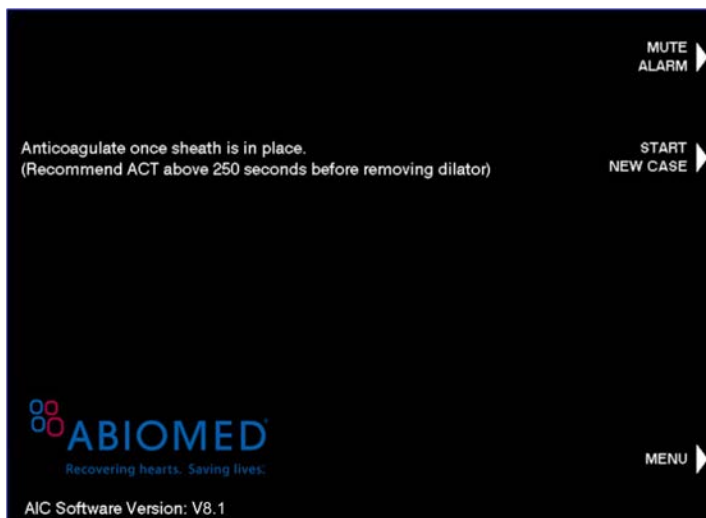 MUTE
ALARM
Anticoagulate once sheath is in place.
(Recommend ACT above 250 seconds before removing dilator)
START
NEW CASE
ABIOMED
Recovering hearts. Saving lives.
MENU
AIC Software Version: V8.1